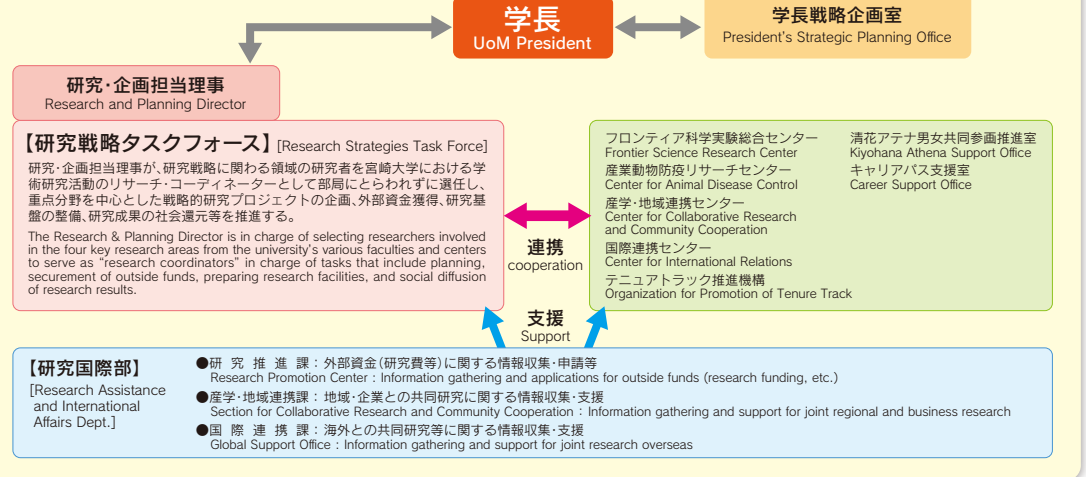 学長
UoM President
学長戦略企画室
President's Strategic Planning Office
研究・企画担当理事
Research and Planning Director
【研究戦略タスクフォース】 [Research Strategies Task Force]
研究・企画担当理事が、研究戦略に関わる領域の研究者を宮崎大学における学
術研究活動のリサーチ・コーディネーターとして部局にとらわれずに選任し、
重点分野を中心とした戦略的研究プロジェクトの企画、外部資金獲得、研究基
盤の整備、研究成果の社会還元等を推進する。
The Research & Planning Director is in charge of selecting researchers involved
in the four key research areas from the university's various faculties and centers
to serve as “research coordinators” in charge of tasks that include planning,
securement of outside funds, preparing research facilities, and social diffusion
of research results.
連携
cooperation
フロンティア科学実験総合センター
Frontier Science Research Center
産業動物防疫リサーチセンター
Center for Animal Disease Control
産学・地域連携センター
Center for Collaborative Research
and Community Cooperation
国際連携センター
Center for International Relations
テニュアトラック推進機構
Organization for Promotion of Tenure Track
清花アテナ男女共同参画推進室
Kiyohana Athena Support Office
キャリアパス支援室
Career Support Office
支援
Support
【研究国際部】
[Research Assistance
and International
Affairs Dept.]
●研 究 推 進 課：外部資金（研究費等）に関する情報収集・申請等
Research Promotion Center : Information gathering and applications for outside funds (research funding, etc.)
●産学・地域連携課：地域・企業との共同研究に関する情報収集・支援
Section for Collaborative Research and Community Cooperation : Information gathering and support for joint regional and business research
●国 際 連 携 課：海外との共同研究等に関する情報収集・支援
Global Support Office : Information gathering and support for joint research overseas